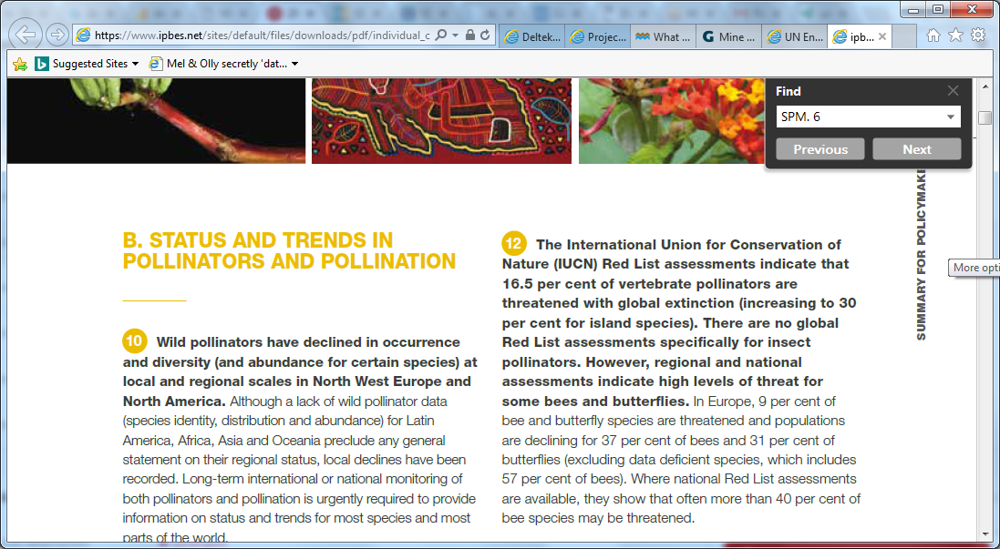 https://www.ipbes.net/sites/default/files/downloads/pdf/individual_c
Deltek...
Projec...
What ...
G Mine ...
UN En...
ipb...
Suggested Sites
Mel & Olly secretly 'dat...
Find
SPM. 6
Previous
Next
SUMMARY FOR POLICYMAKE
More opti
B. STATUS AND TRENDS IN
POLLINATORS AND POLLINATION
10 Wild pollinators have declined in occurrence
and diversity (and abundance for certain species) at
local and regional scales in North West Europe and
North America. Although a lack of wild pollinator data
(species identity, distribution and abundance) for Latin
America, Africa, Asia and Oceania preclude any general
statement on their regional status, local declines have been
recorded. Long-term international or national monitoring of
both pollinators and pollination is urgently required to provide
information on status and trends for most species and most
parts of the world.
12 The International Union for Conservation of
Nature (IUCN) Red List assessments indicate that
16.5 per cent of vertebrate pollinators are
threatened with global extinction (increasing to 30
per cent for island species). There are no global
Red List assessments specifically for insect
pollinators. However, regional and national
assessments indicate high levels of threat for
some bees and butterflies. In Europe, 9 per cent of
bee and butterfly species are threatened and populations
are declining for 37 per cent of bees and 31 per cent of
butterflies (excluding data deficient species, which includes
57 per cent of bees). Where national Red List assessments
are available, they show that often more than 40 per cent of
bee species may be threatened.